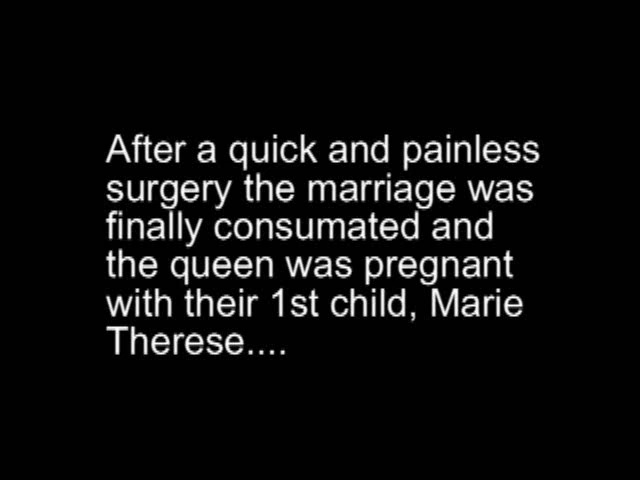 After a quick and painless
surgery the marriage was
finally consumated and
the queen was pregnant
with their 1st child, Marie
Therese....